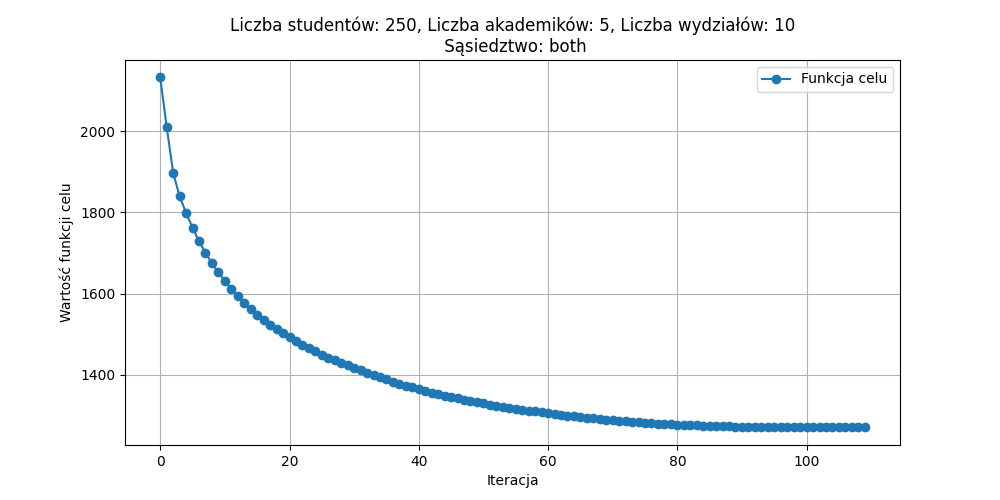 Liczba studentów: 250, Liczba akademików: 5, Liczba wydziałów: 10
Sąsiedztwo: both
Funkcja celu
Wartość funkcji celu
2000
1800
1600
1400
0 20 40 60 80 100
Iteracja